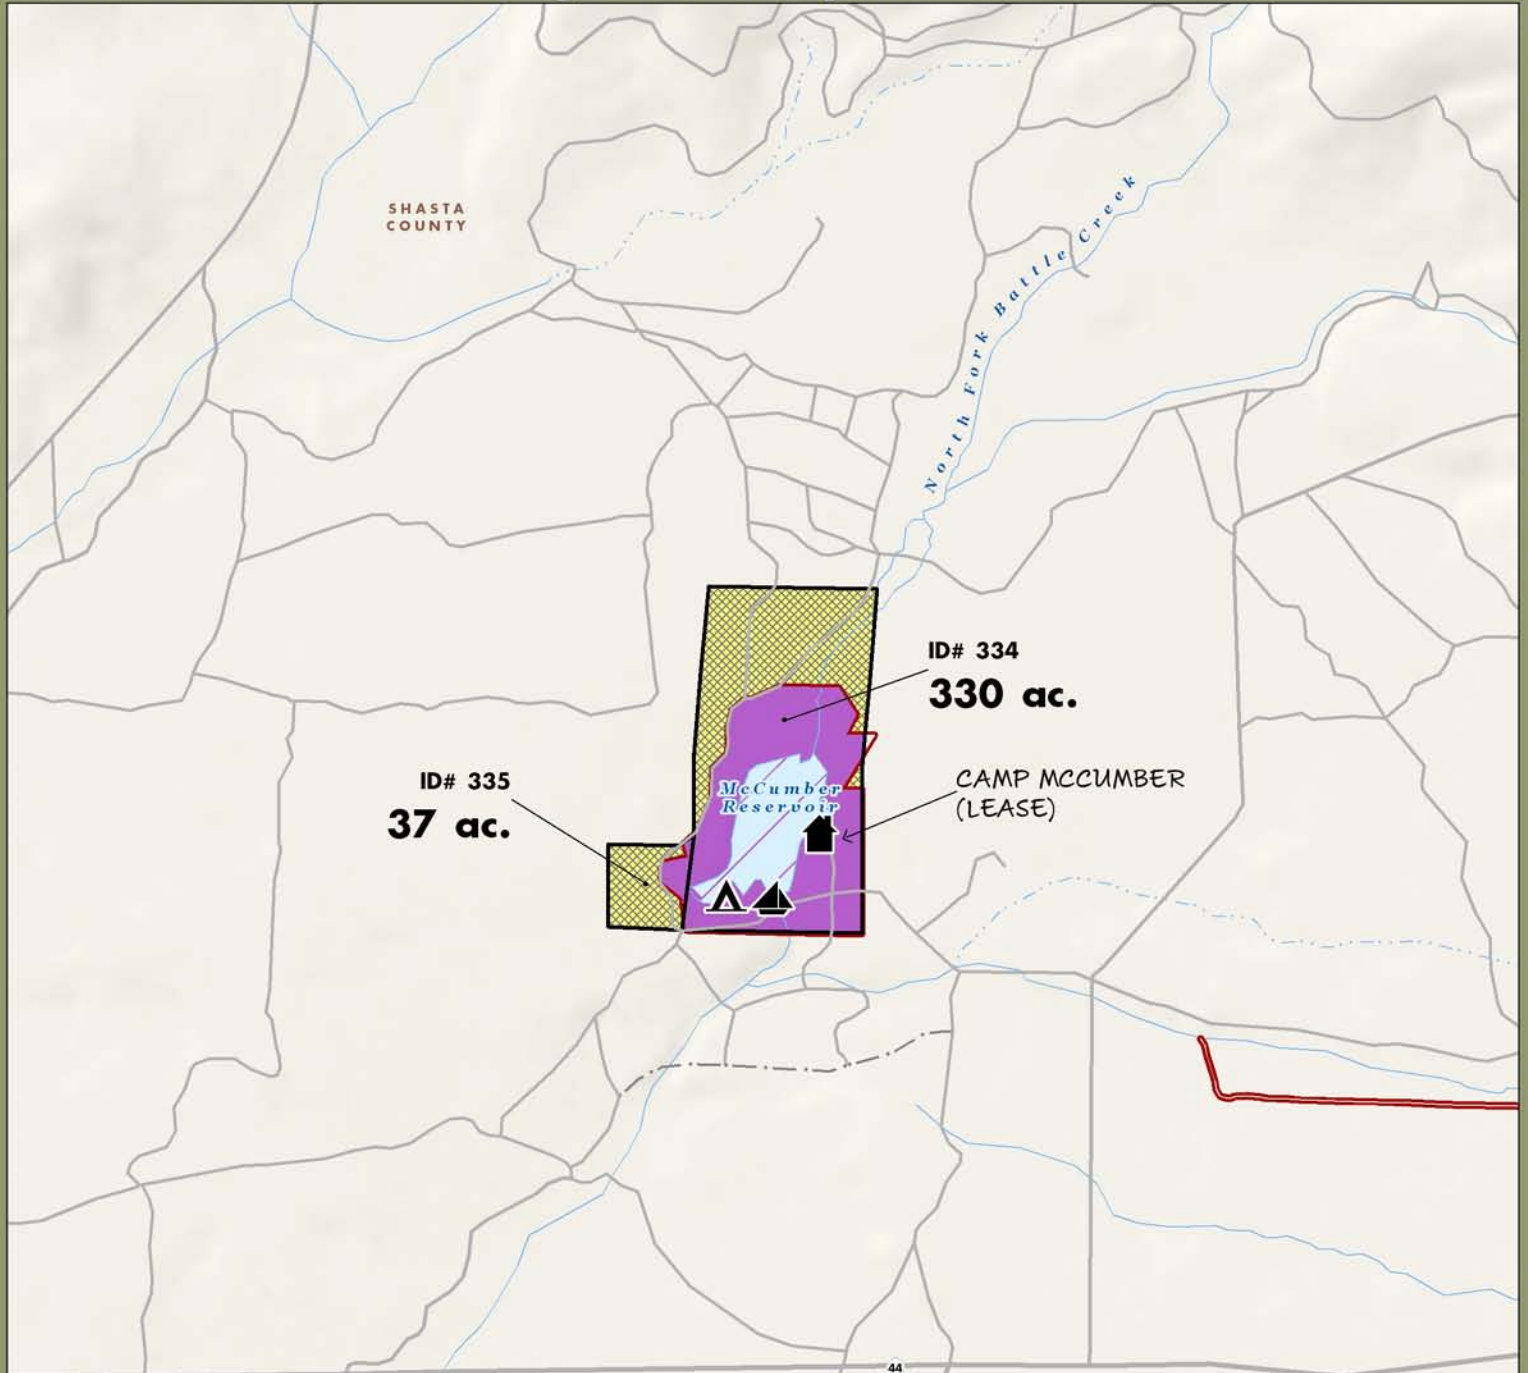 SHASTA
COUNTY
North Fork Battle Creek
ID# 334
330 ac.
ID# 335
37 ac.
McCumber
Reservoir
CAMP MCCUMBER
(LEASE)
44